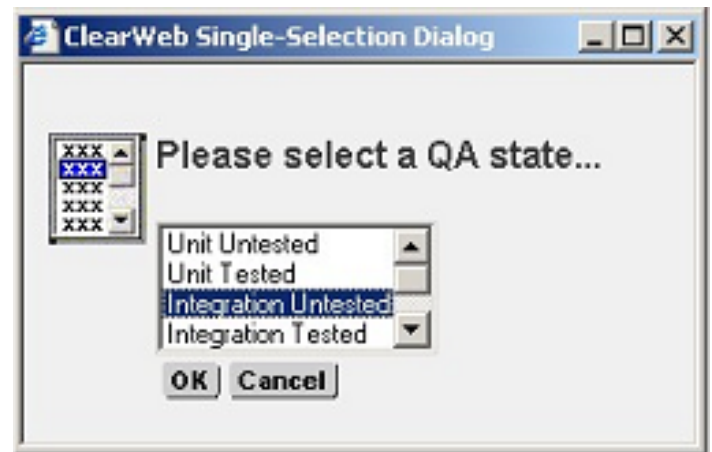 ClearWeb Single-Selection Dialog
xxx
xxx
xxx
xxx
xxx
Please select a QA state...
Unit Untested
Unit Tested
Integration Untested
Integration Tested
OK Cancel